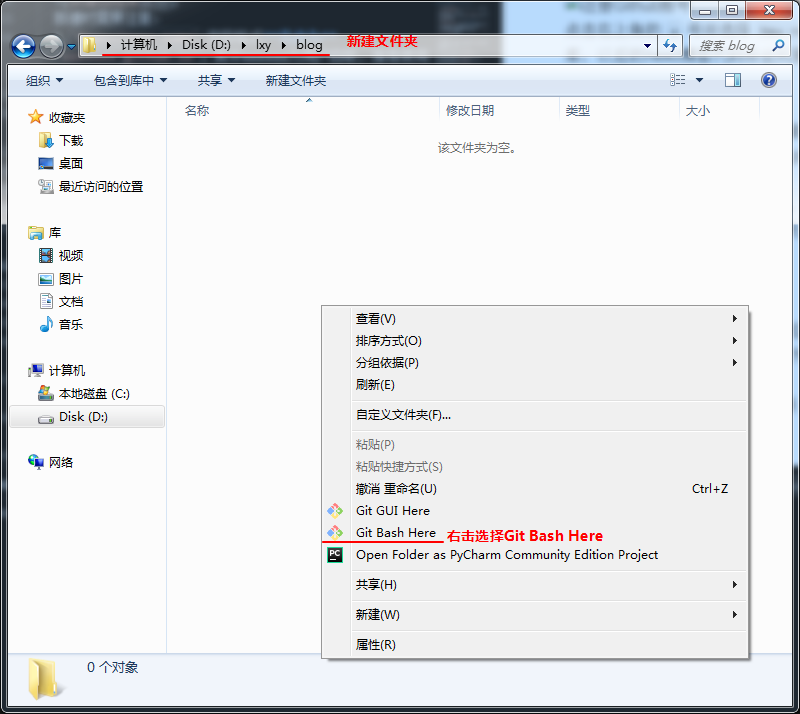 计算机 Disk (D:) lxy blog 新建文件夹 搜索 blog
组织 包含到库中 共享 新建文件夹
名称 修改日期 类型 大小
该文件夹为空。
收藏夹
下载
桌面
最近访问的位置
库
视频
图片
文档
音乐
计算机
本地磁盘 (C:)
Disk (D:)
网络
查看(V)
排序方式(O)
分组依据(P)
刷新(E)
自定义文件夹(F)...
粘贴(P)
粘贴快捷方式(S)
撤消 重命名(U) Ctrl+Z
Git GUI Here
Git Bash Here 右击选择Git Bash Here
PC Open Folder as PyCharm Community Edition Project
共享(H)
新建(W)
属性(R)
0 个对象